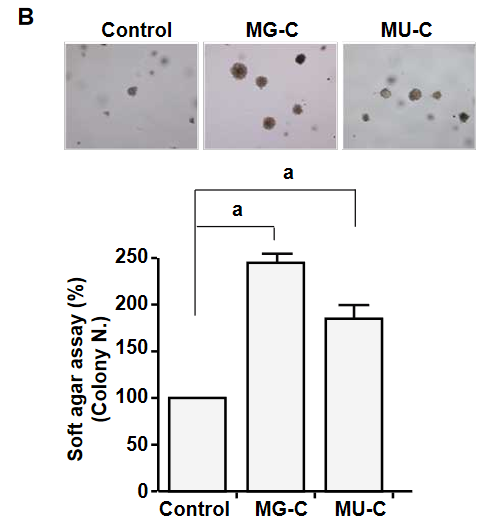 B
Control MG-C MU-C
a
a
250
200
150
100
50
0
Soft agar assay (%)
(Colony N.)
Control MG-C MU-C